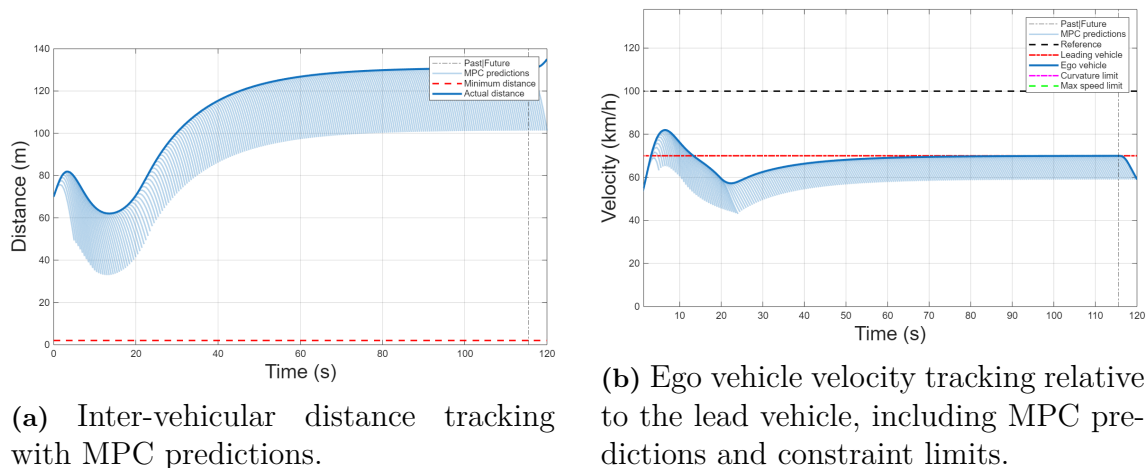 140
120
100
80
60
40
20
0
Distance (m)
0
20
40
60
80
100
120
Time (s)
Past|Future
MPC predictions
Minimum distance
Actual distance
(a) Inter-vehicular distance tracking
with MPC predictions.
120
100
80
60
40
20
0
Velocity (km/h)
10
20
30
40
50
60
70
80
90
100
110
120
Time (s)
Past|Future
MPC predictions
Reference
Leading vehicle
Ego vehicle
Curvature limit
Max speed limit
(b) Ego vehicle velocity tracking relative
to the lead vehicle, including MPC pre-
dictions and constraint limits.